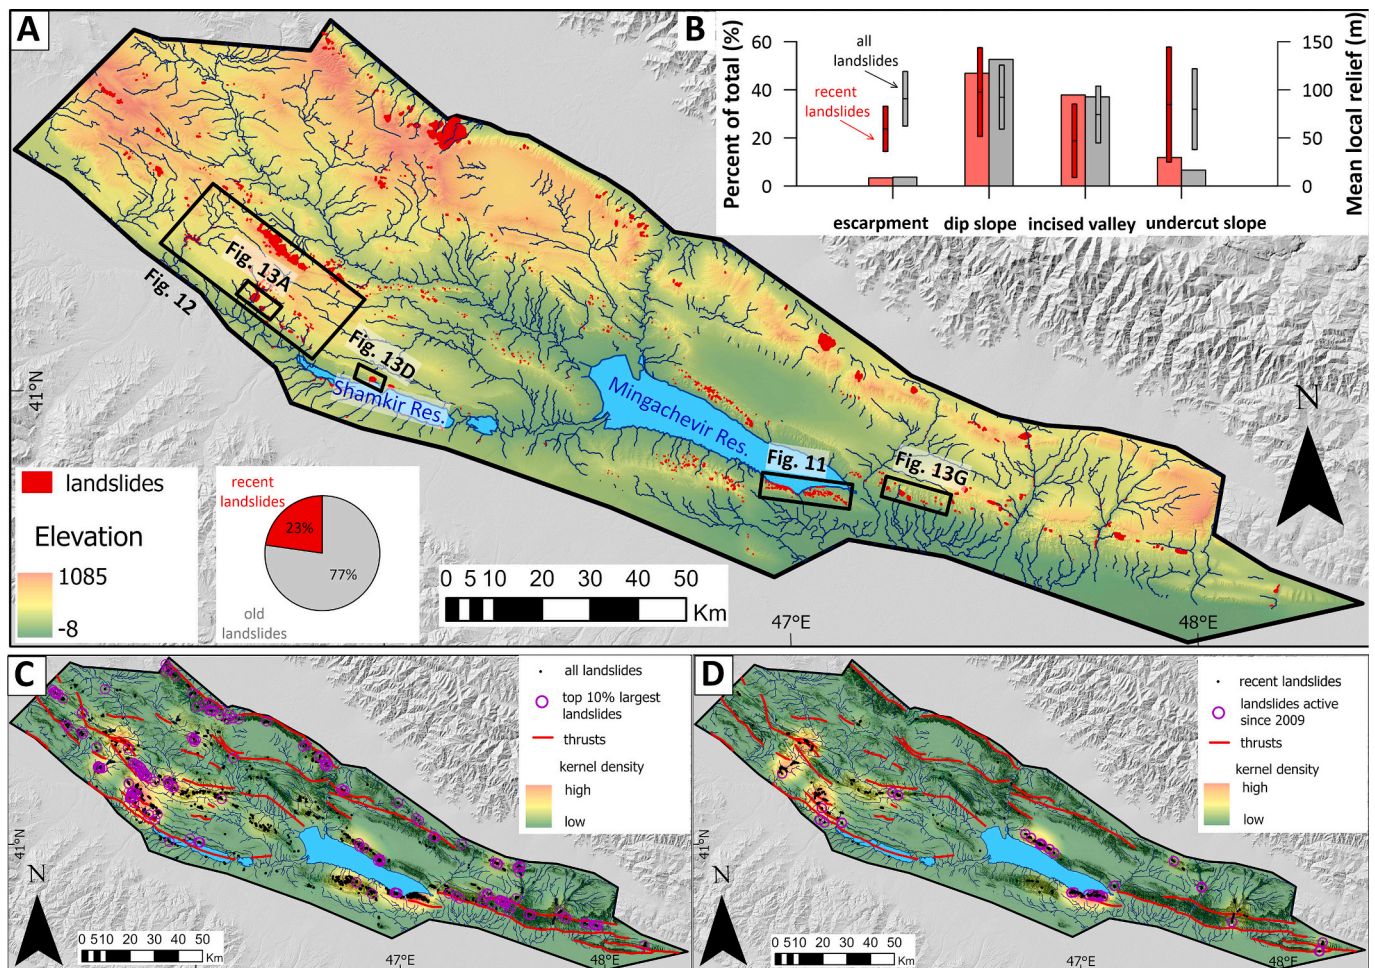 A
B
60
40
20
0
Percent of total (%)
all
landslides
recent
landslides
150
100
50
0
Mean local relief (m)
escarpment
dip slope
incised valley
undercut slope
Fig. 13A
Fig. 12
Fig. 13D
Shamkir Res.
Mingachevir Res.
Fig. 11
Fig. 13G
41°N
N
landslides
Elevation
1085
-8
recent
landslides
23%
77%
old
landslides
0 5 10 20 30 40 50
Km
47°E
48°E
C
all landslides
top 10% largest
landslides
thrusts
kernel density
high
low
41°N
N
0 510 20 30 40 50
Km
47°E
48°E
D
recent landslides
landslides active
since 2009
thrusts
kernel density
high
low
41°N
N
0 510 20 30 40 50
Km
47°E
48°E